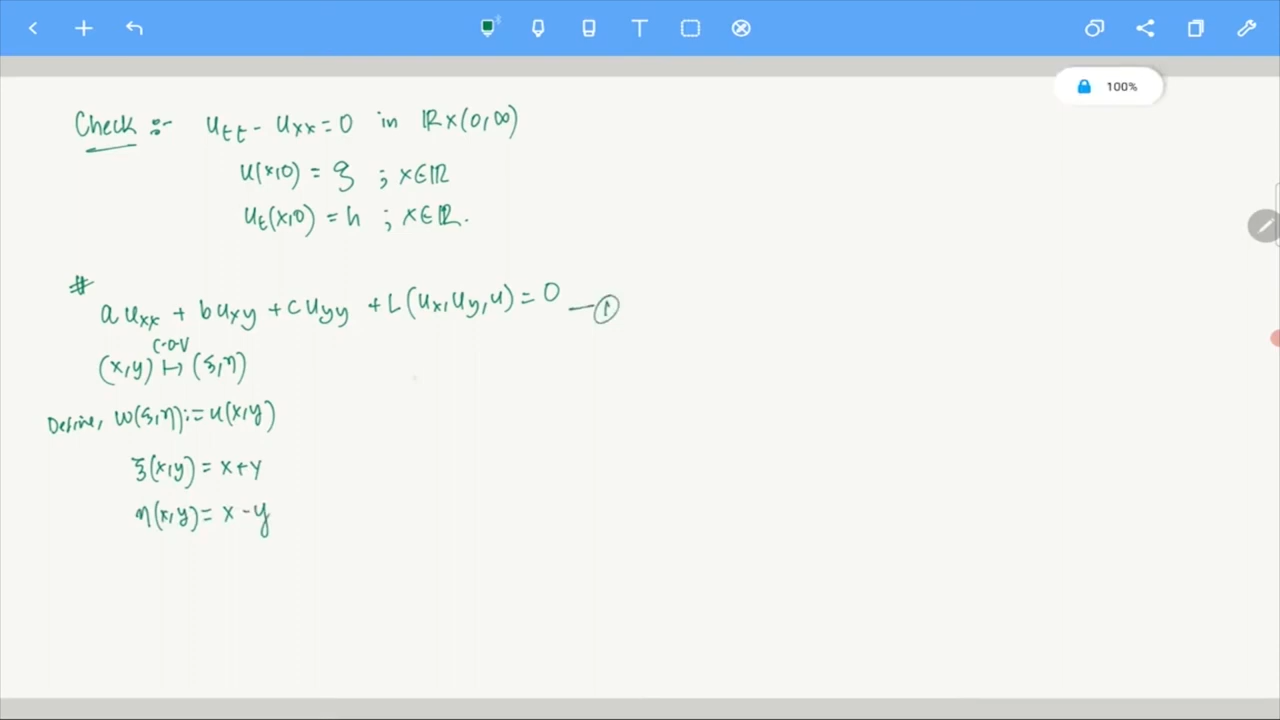 100%
Check :- u_tt - u_xx = 0 in ℝ×(0,∞)
u(x,0) = g ; x∈ℝ
u_t(x,0) = h ; x∈ℝ.
#
a u_xx + b u_xy + c u_yy + L(u_x, u_y, u) = 0 —①
C-O-V
(x,y) ↦ (ξ,η)
Define, w(ξ,η) := u(x,y)
ξ(x,y) = x+y
η(x,y) = x-y